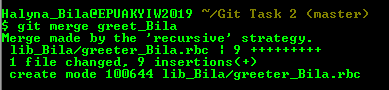 Halyna_Bila@EPUAKYIW2019 ~/Git Task 2 (master)
$ git merge greet_Bila
Merge made by the 'recursive' strategy.
 lib_Bila/greeter_Bila.rbc | 9 +++++++++
 1 file changed, 9 insertions(+)
 create mode 100644 lib_Bila/greeter_Bila.rbc